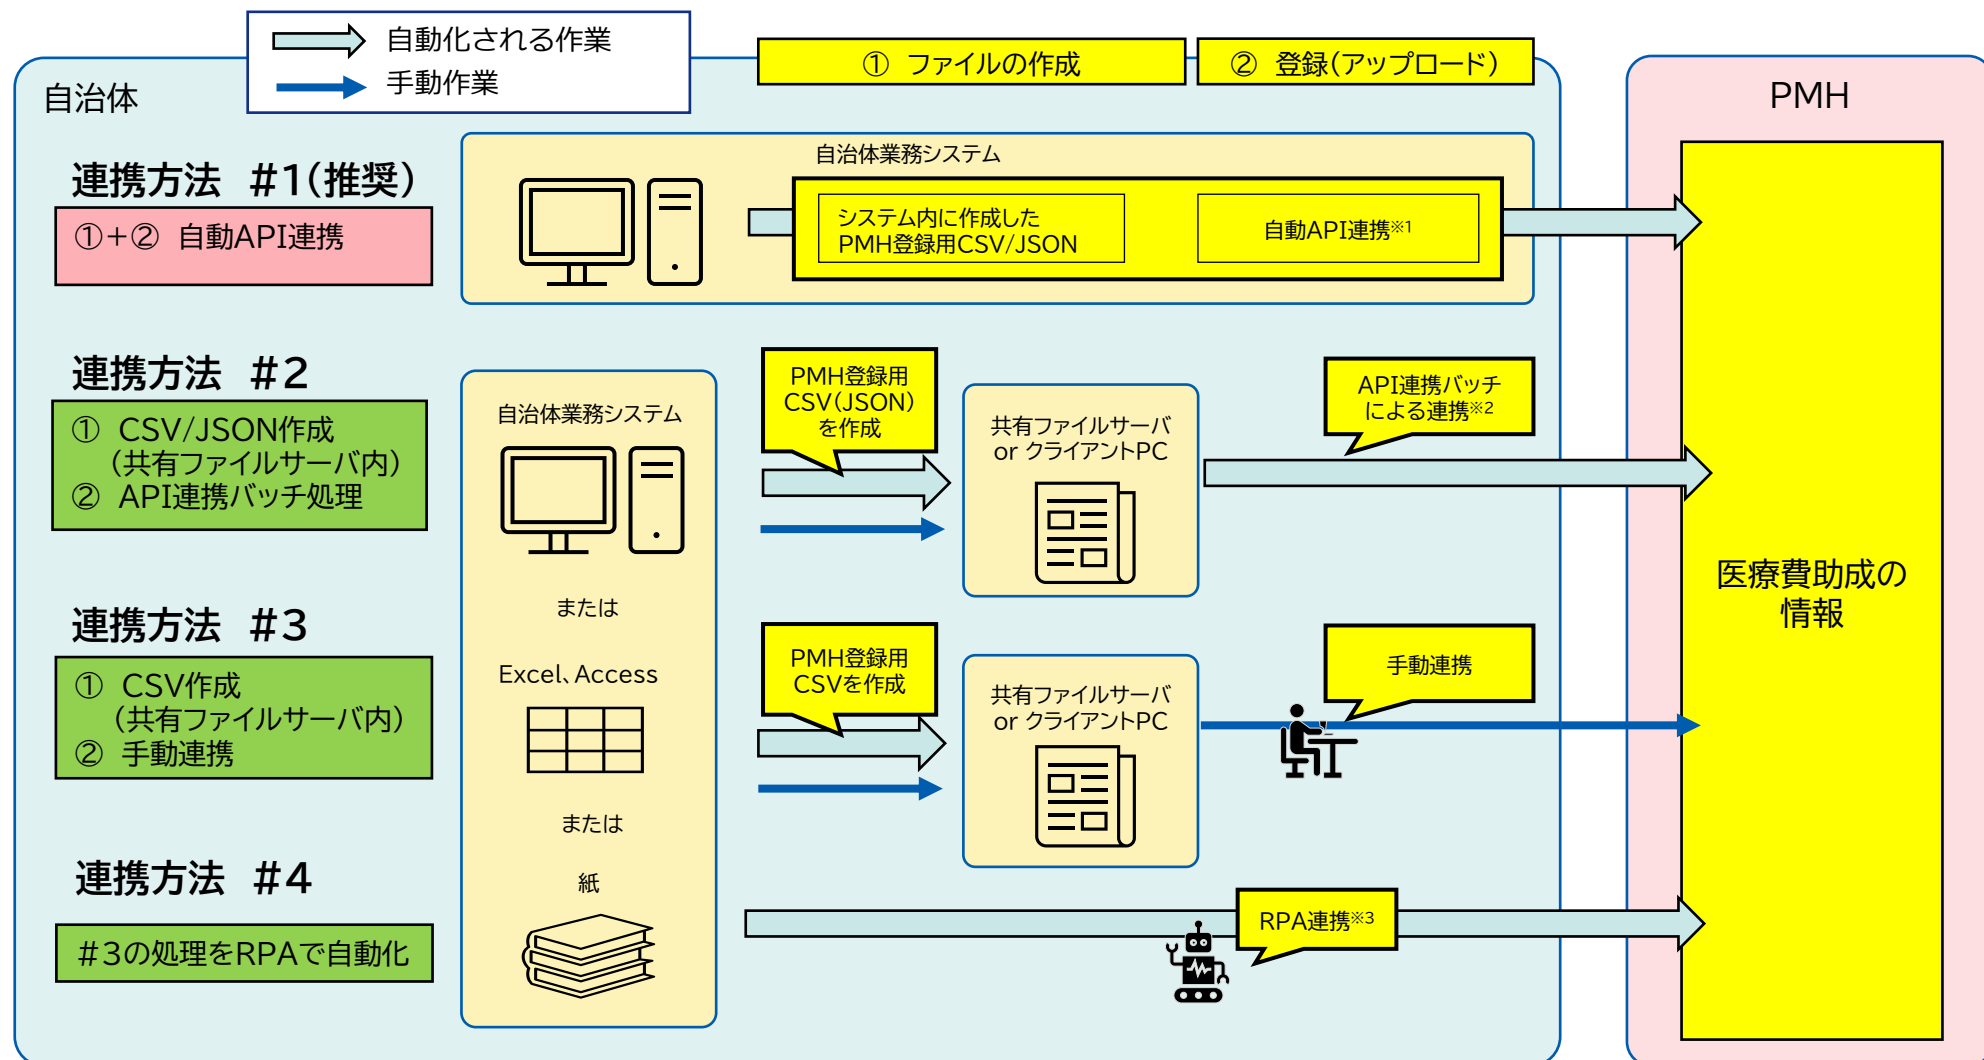 自動化される作業
手動作業
① ファイルの作成
② 登録(アップロード)
自治体
PMH
連携方法 #1(推奨)
①+② 自動API連携
自治体業務システム
システム内に作成した
PMH登録用CSV/JSON
自動API連携※1
連携方法 #2
① CSV/JSON作成
(共有ファイルサーバ内)
② API連携バッチ処理
自治体業務システム
または
Excel、Access
または
紙
PMH登録用
CSV(JSON)
を作成
共有ファイルサーバ
or クライアントPC
API連携バッチ
による連携※2
連携方法 #3
① CSV作成
(共有ファイルサーバ内)
② 手動連携
PMH登録用
CSVを作成
共有ファイルサーバ
or クライアントPC
手動連携
連携方法 #4
#3の処理をRPAで自動化
RPA連携※3
医療費助成の
情報